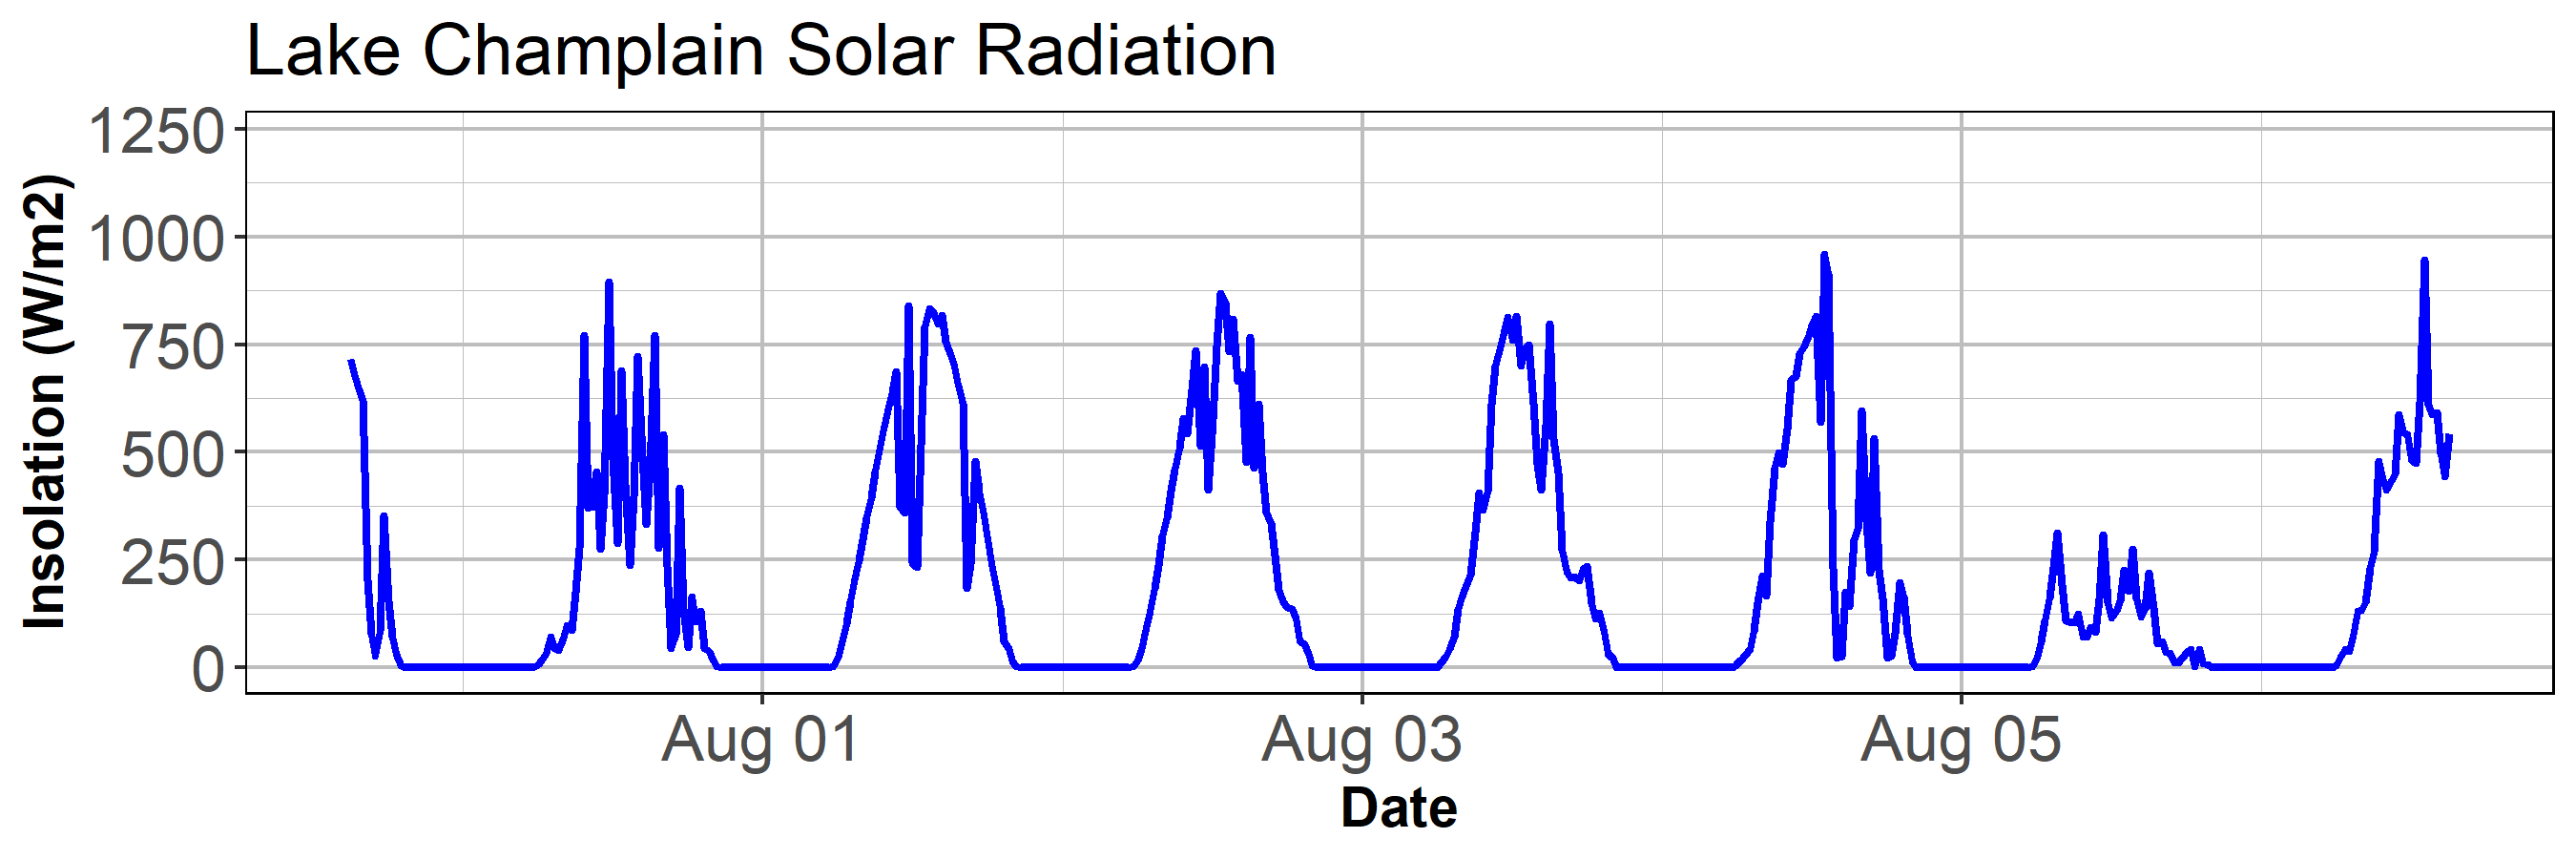 Lake Champlain Solar Radiation
Insolation (W/m2)
1250
1000
750
500
250
0
Aug 01
Aug 03
Aug 05
Date